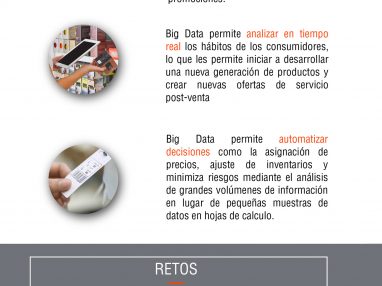 promociones.
Big Data permite analizar en tiempo
real los hábitos de los consumidores,
lo que les permite iniciar a desarrollar
una nueva generación de productos y
crear nuevas ofertas de servicio
post-venta
Big Data permite automatizar
decisiones como la asignación de
precios, ajuste de inventarios y
minimiza riesgos mediante el análisis
de grandes volúmenes de información
en lugar de pequeñas muestras de
datos en hojas de calculo.
RETOS